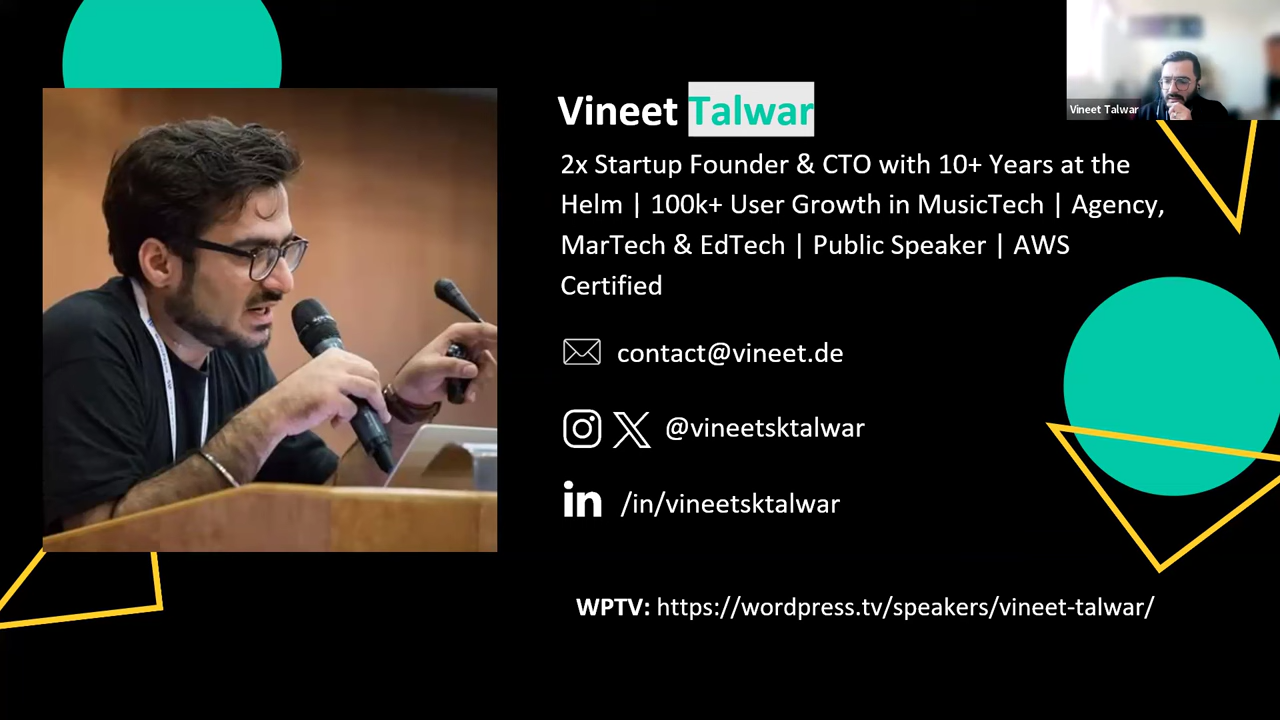 Vineet Talwar
Vineet Talwar
2x Startup Founder & CTO with 10+ Years at the
Helm | 100k+ User Growth in MusicTech | Agency,
MarTech & EdTech | Public Speaker | AWS
Certified
contact@vineet.de
@vineetsktalwar
in /in/vineetsktalwar
WPTV: https://wordpress.tv/speakers/vineet-talwar/